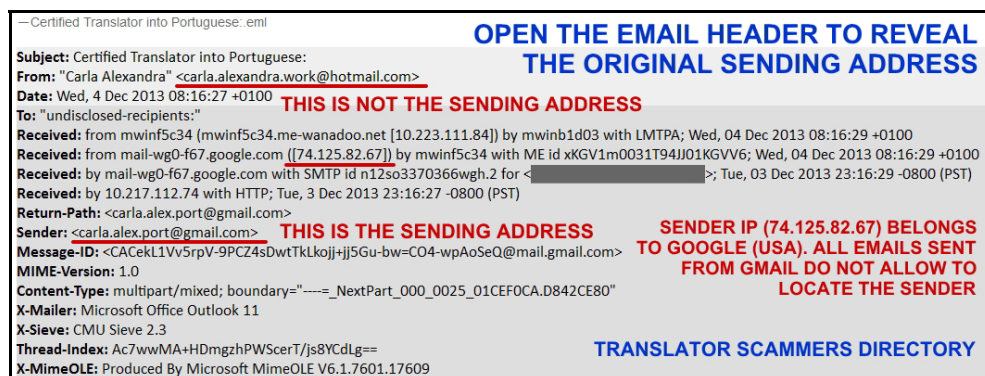 —Certified Translator into Portuguese:.eml
OPEN THE EMAIL HEADER TO REVEAL
THE ORIGINAL SENDING ADDRESS
Subject: Certified Translator into Portuguese:
From: "Carla Alexandra" <carla.alexandra.work@hotmail.com>
Date: Wed, 4 Dec 2013 08:16:27 +0100
THIS IS NOT THE SENDING ADDRESS
To: "undisclosed-recipients:"
Received: from mwinf5c34 (mwinf5c34.me-wanadoo.net [10.223.111.84]) by mwinb1d03 with LMTPA; Wed, 04 Dec 2013 08:16:29 +0100
Received: from mail-wg0-f67.google.com ([74.125.82.67]) by mwinf5c34 with ME id xKGV1m0031T94JJ01KGVV6; Wed, 04 Dec 2013 08:16:29 +0100
Received: by mail-wg0-f67.google.com with SMTP id n12so3370366wgh.2 for < >; Tue, 03 Dec 2013 23:16:29 -0800 (PST)
Received: by 10.217.112.74 with HTTP; Tue, 3 Dec 2013 23:16:27 -0800 (PST)
Return-Path: <carla.alex.port@gmail.com>
Sender: <carla.alex.port@gmail.com>
THIS IS THE SENDING ADDRESS
SENDER IP (74.125.82.67) BELONGS
TO GOOGLE (USA). ALL EMAILS SENT
FROM GMAIL DO NOT ALLOW TO
LOCATE THE SENDER
Message-ID: <CACekL1Vv5rpV-9PCZ4sDwtTkLkojj+jj5Gu-bw=CO4-wpAoSeQ@mail.gmail.com>
MIME-Version: 1.0
Content-Type: multipart/mixed; boundary="----=_NextPart_000_0025_01CEF0CA.D842CE80"
X-Mailer: Microsoft Office Outlook 11
X-Sieve: CMU Sieve 2.3
Thread-Index: Ac7wwMA+HDmgzhPWScerT/js8YCdLg==
X-MimeOLE: Produced By Microsoft MimeOLE V6.1.7601.17609
TRANSLATOR SCAMMERS DIRECTORY